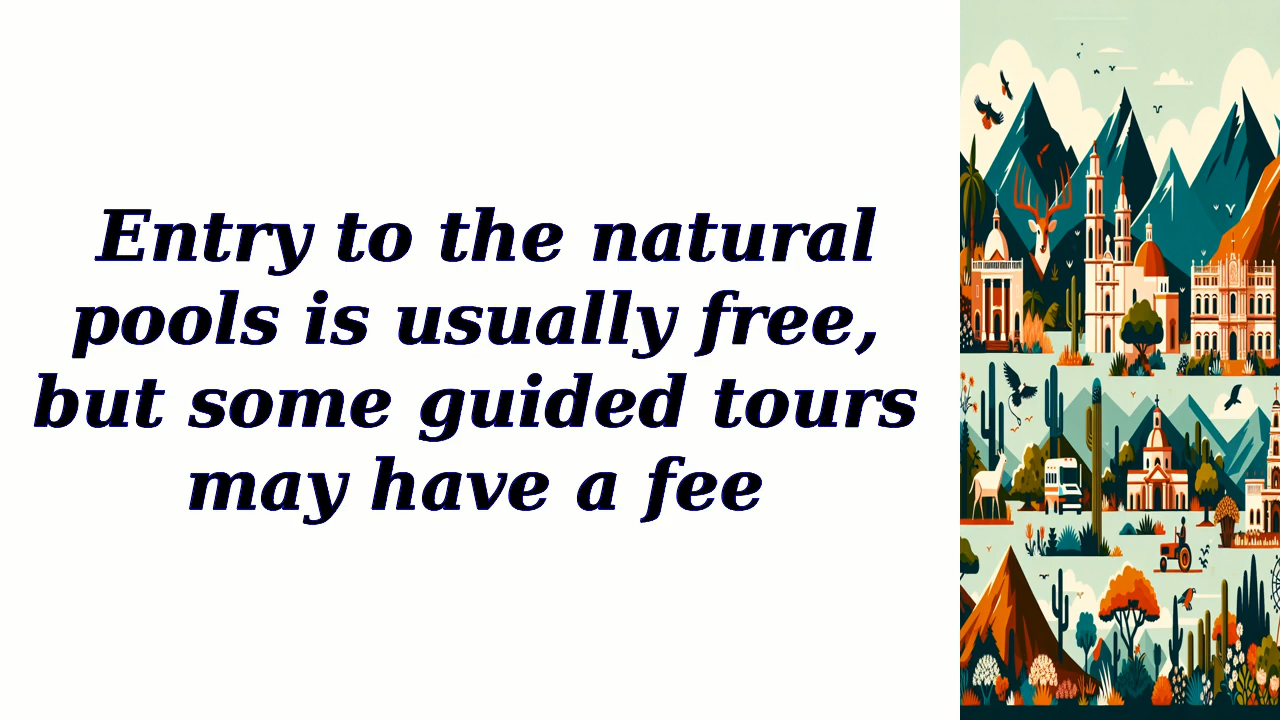 Entry to the natural
pools is usually free,
but some guided tours
may have a fee